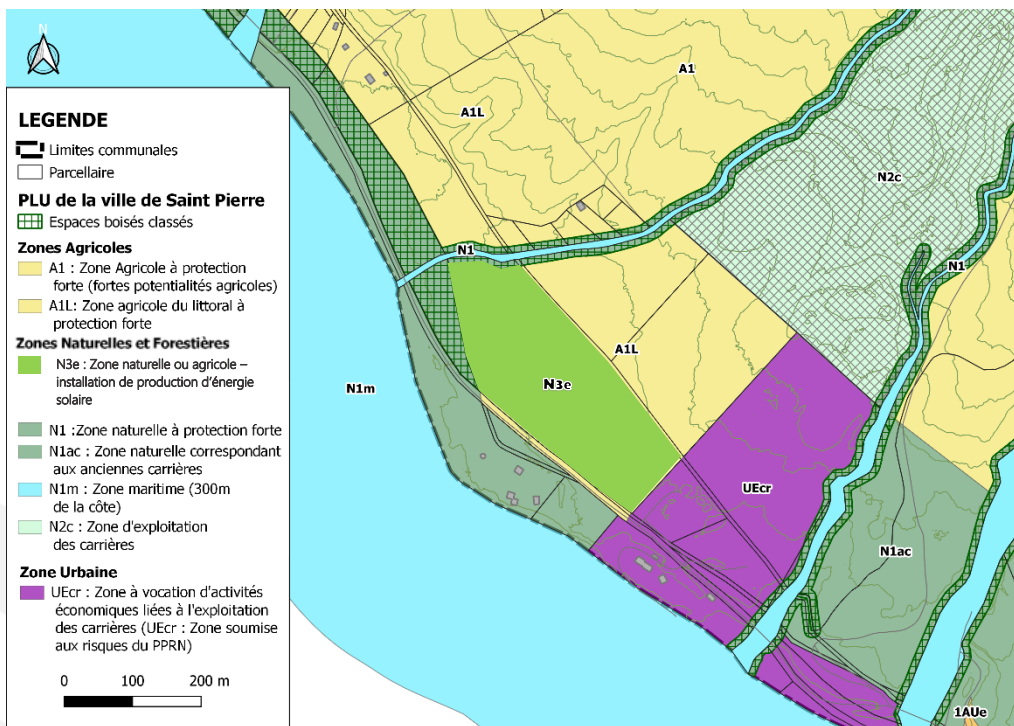 N
LEGENDE
Limites communales
Parcellaire
PLU de la ville de Saint Pierre
Espaces boisés classés
Zones Agricoles
A1 : Zone Agricole à protection
forte (fortes potentialités agricoles)
A1L: Zone agricole du littoral à
protection forte
Zones Naturelles et Forestières
N3e : Zone naturelle ou agricole –
installation de production d'énergie
solaire
N1 :Zone naturelle à protection forte
N1ac : Zone naturelle correspondant
aux anciennes carrières
N1m : Zone maritime (300m
de la côte)
N2c : Zone d'exploitation
des carrières
Zone Urbaine
UEcr : Zone à vocation d'activités
économiques liées à l'exploitation
des carrières (UEcr : Zone soumise
aux risques du PPRN)
0 100 200 m
A1
A1L
N2c
N1
N1
A1L
N1m
N3e
UEcr
N1ac
1AUe